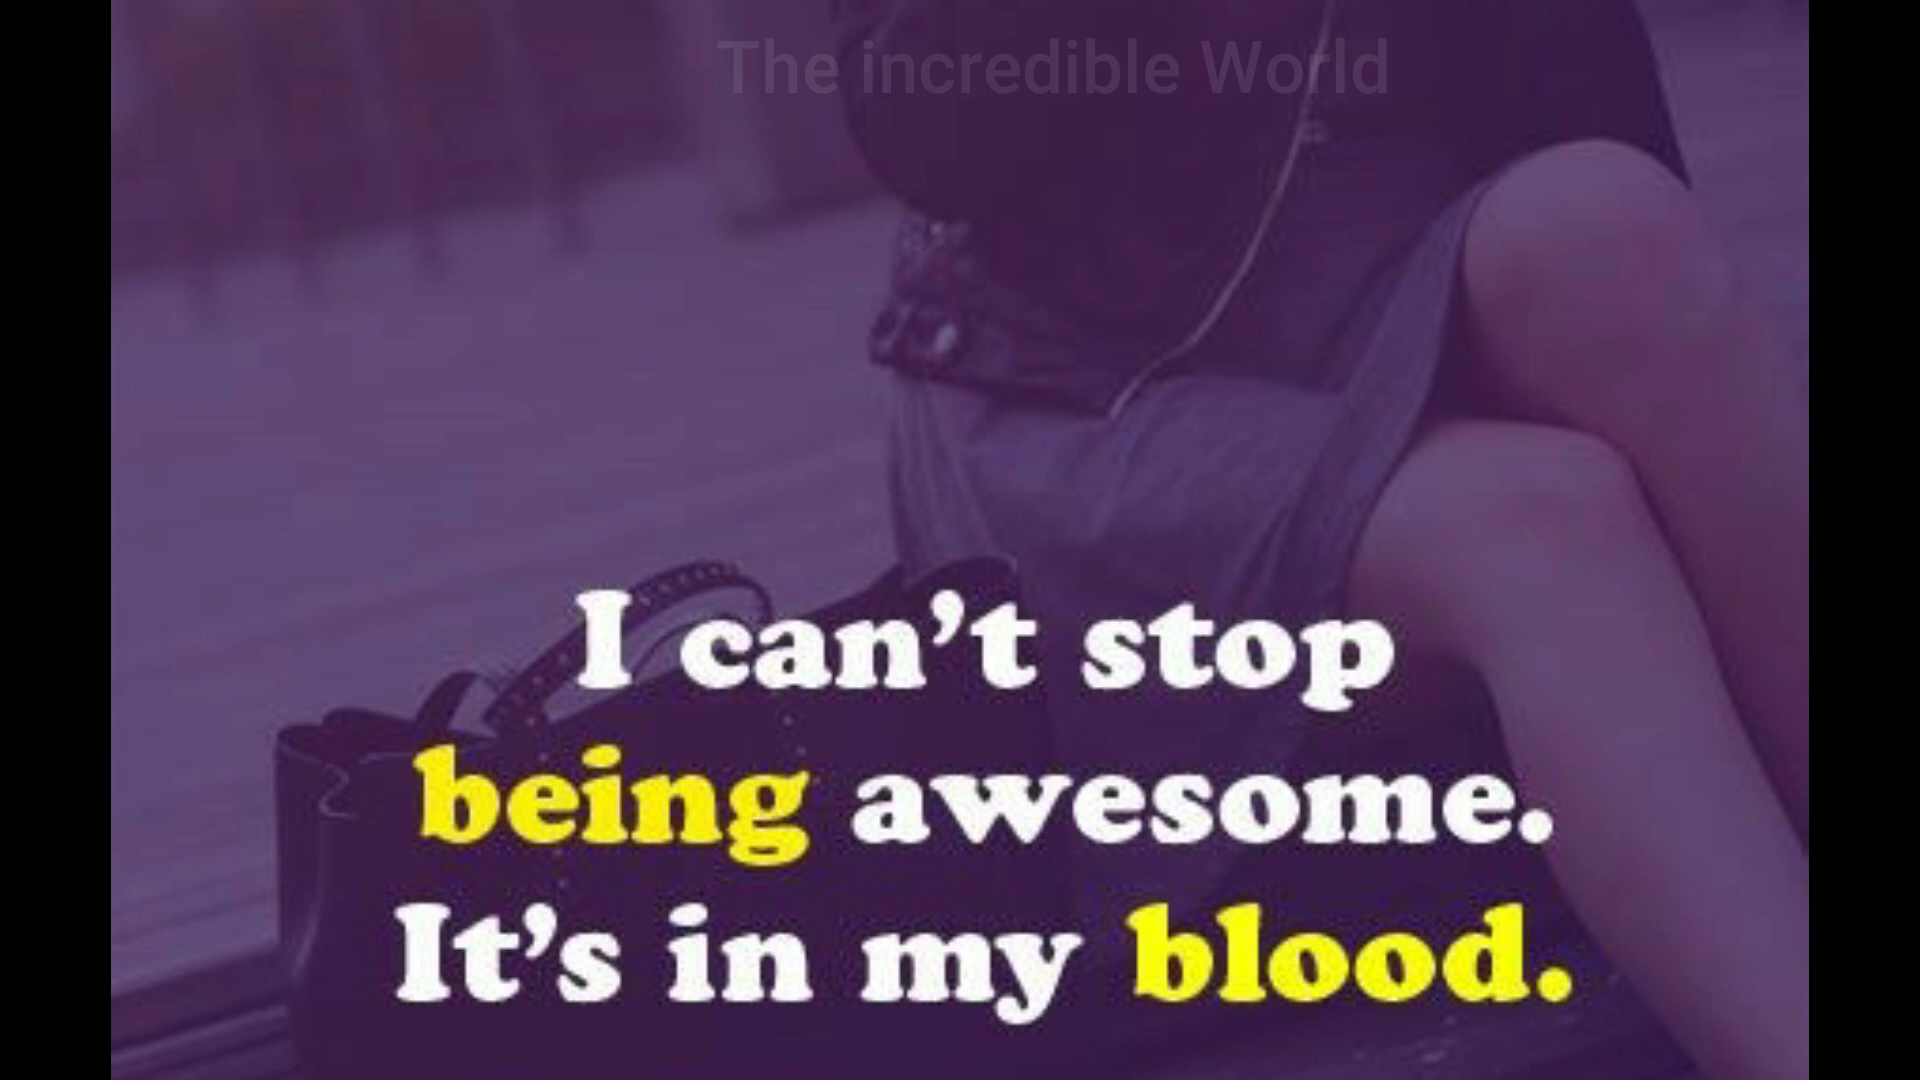 The incredible World
I can't stop
being awesome.
It's in my blood.